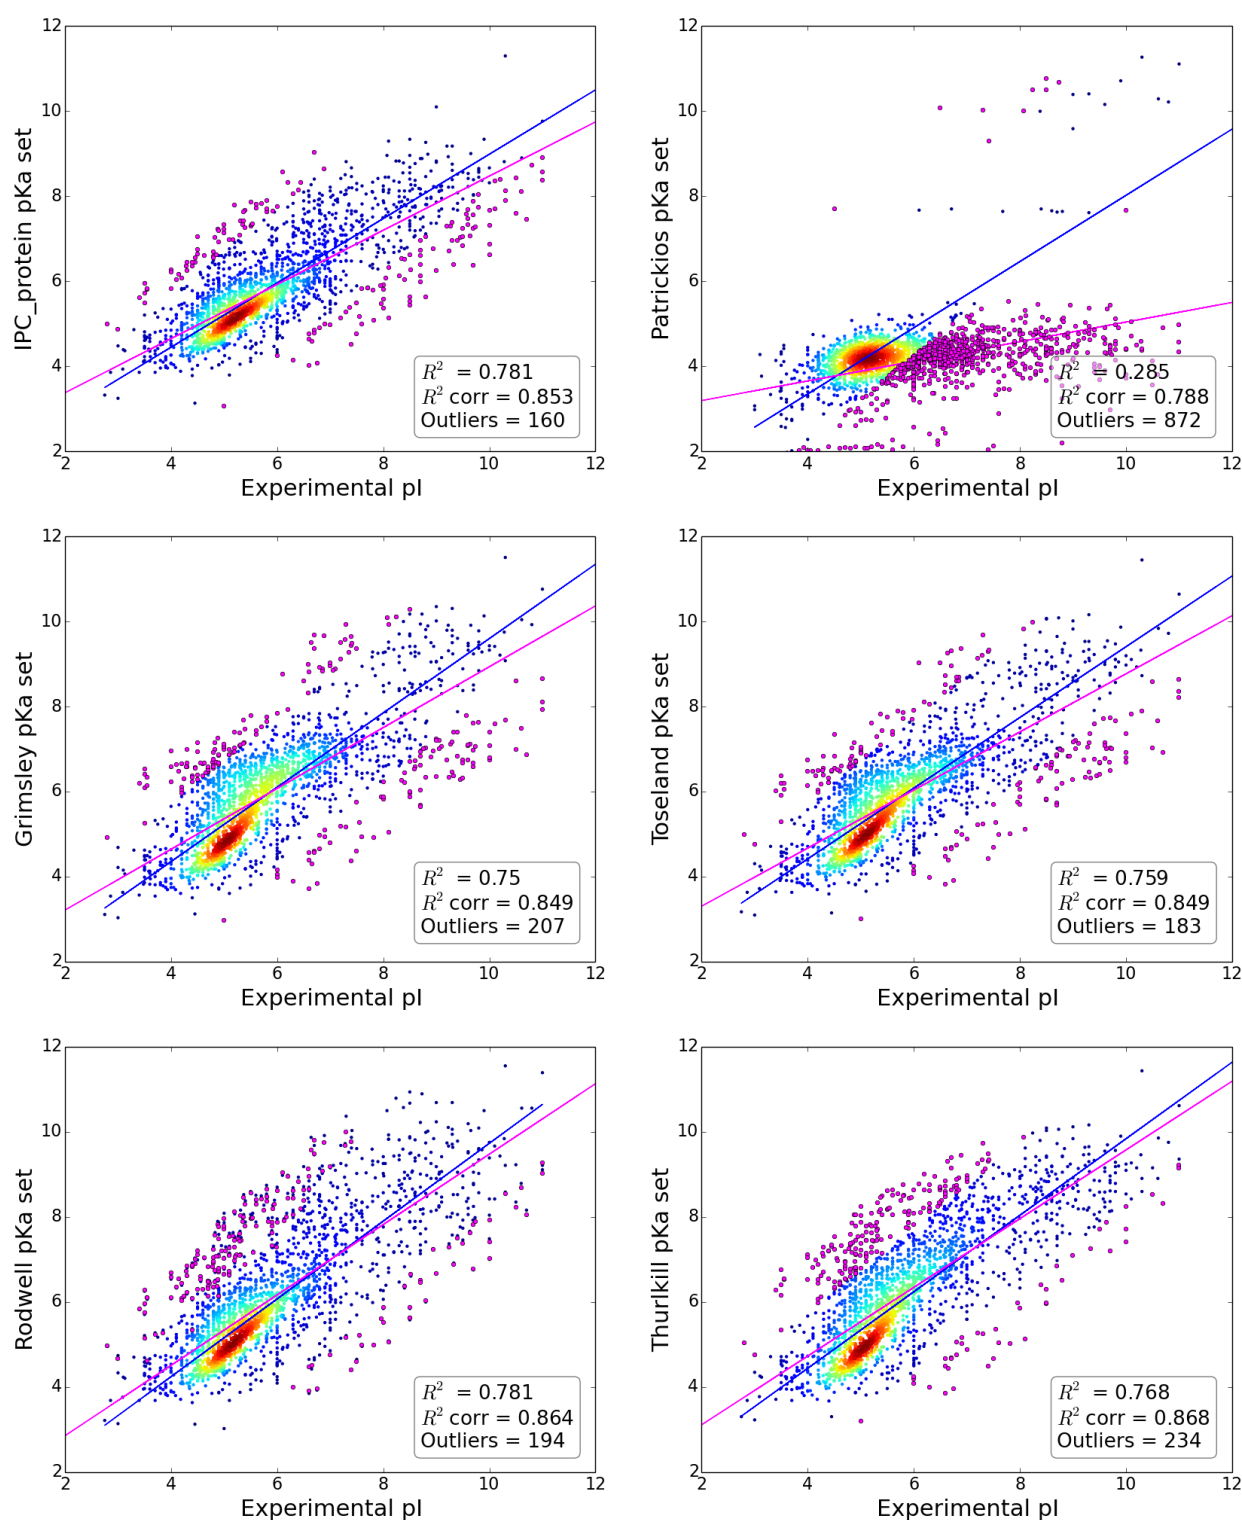 12
10
8
6
4
2
IPC_protein pKa set
R² = 0.781
R² corr = 0.853
Outliers = 160
2 4 6 8 10 12
Experimental pI
12
10
8
6
4
2
Patrickios pKa set
R² = 0.285
R² corr = 0.788
Outliers = 872
2 4 6 8 10 12
Experimental pI
12
10
8
6
4
2
Grimsley pKa set
R² = 0.75
R² corr = 0.849
Outliers = 207
2 4 6 8 10 12
Experimental pI
12
10
8
6
4
2
Toseland pKa set
R² = 0.759
R² corr = 0.849
Outliers = 183
2 4 6 8 10 12
Experimental pI
12
10
8
6
4
2
Rodwell pKa set
R² = 0.781
R² corr = 0.864
Outliers = 194
2 4 6 8 10 12
Experimental pI
12
10
8
6
4
2
Thurlkill pKa set
R² = 0.768
R² corr = 0.868
Outliers = 234
2 4 6 8 10 12
Experimental pI